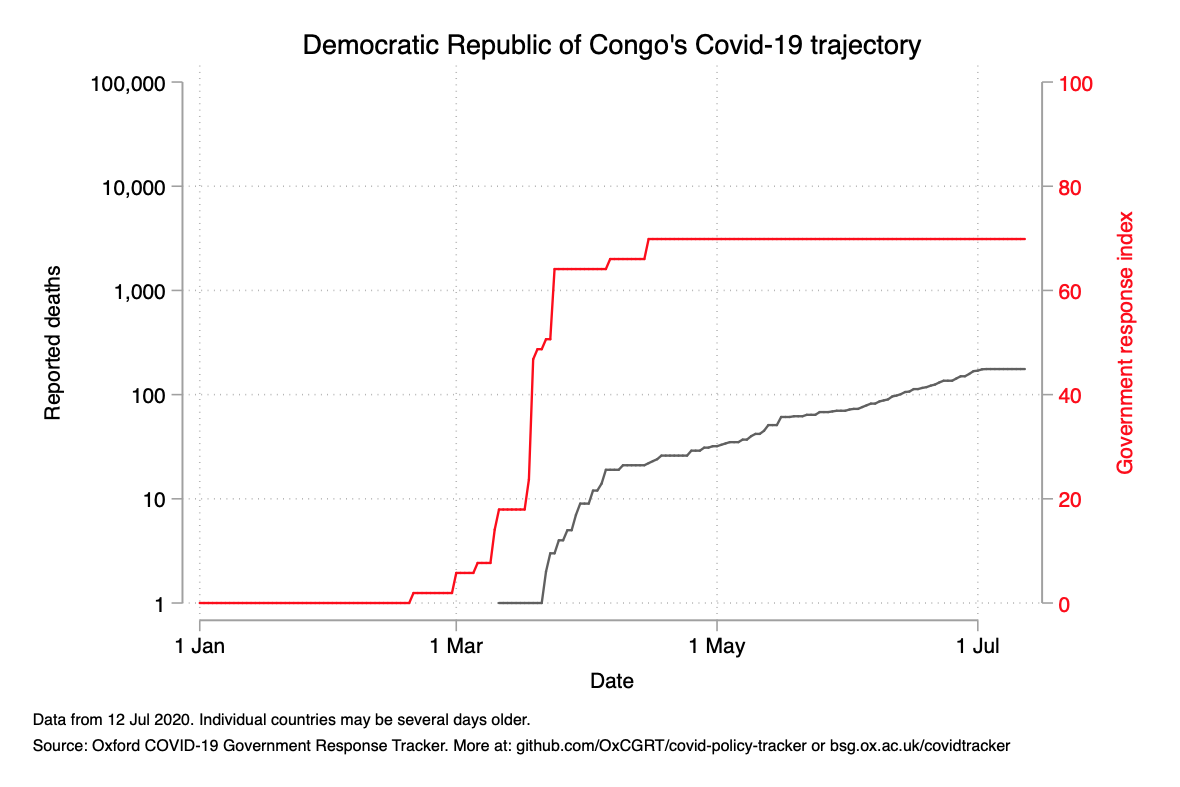 Democratic Republic of Congo's Covid-19 trajectory
100,000
10,000
1,000
100
10
1
Reported deaths
100
80
60
40
20
0
Government response index
1 Jan
1 Mar
1 May
1 Jul
Date
Data from 12 Jul 2020. Individual countries may be several days older.
Source: Oxford COVID-19 Government Response Tracker. More at: github.com/OxCGRT/covid-policy-tracker or bsg.ox.ac.uk/covidtracker